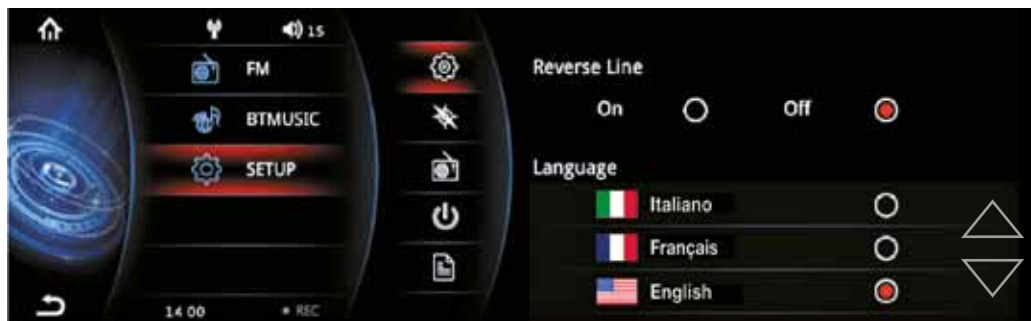 15
FM
BTMUSIC
SETUP
14 00 REC
Reverse Line
On Off
Language
Italiano
Français
English